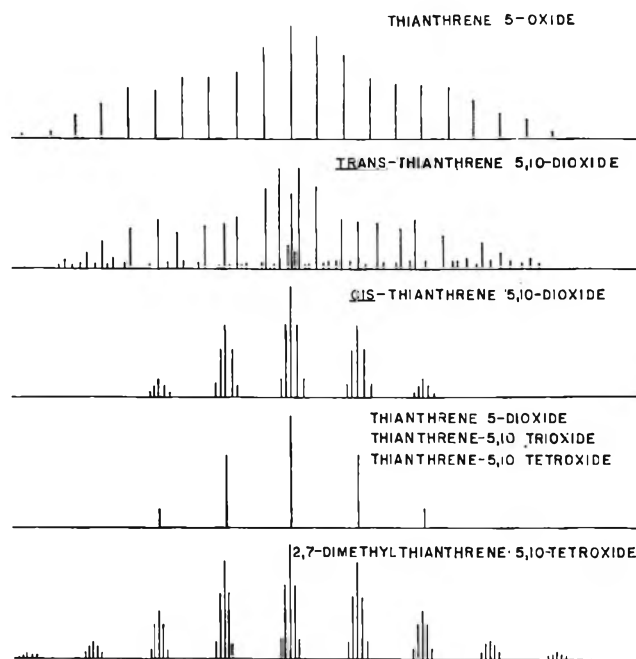 THIANTHRENE 5-OXIDE
TRANS-THIANTHRENE 5,10-DIOXIDE
CIS-THIANTHRENE 5,10-DIOXIDE
THIANTHRENE 5-DIOXIDE
THIANTHRENE-5,10 TRIOXIDE
THIANTHRENE-5,10 TETROXIDE
2,7-DIMETHYLTHIANTHRENE-5,10-TETROXIDE